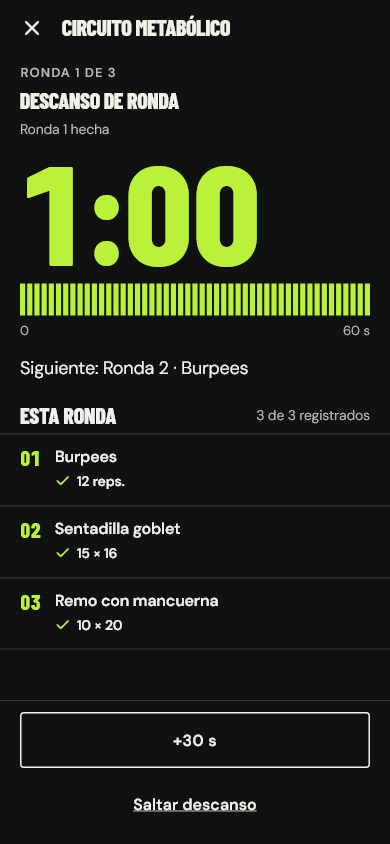 CIRCUITO METABÓLICO
RONDA 1 DE 3
DESCANSO DE RONDA
Ronda 1 hecha
1:00
0 60 s
Siguiente: Ronda 2 · Burpees
ESTA RONDA 3 de 3 registrados
01 Burpees
12 reps.
02 Sentadilla goblet
15 × 16
03 Remo con mancuerna
10 × 20
+30 s
Saltar descanso